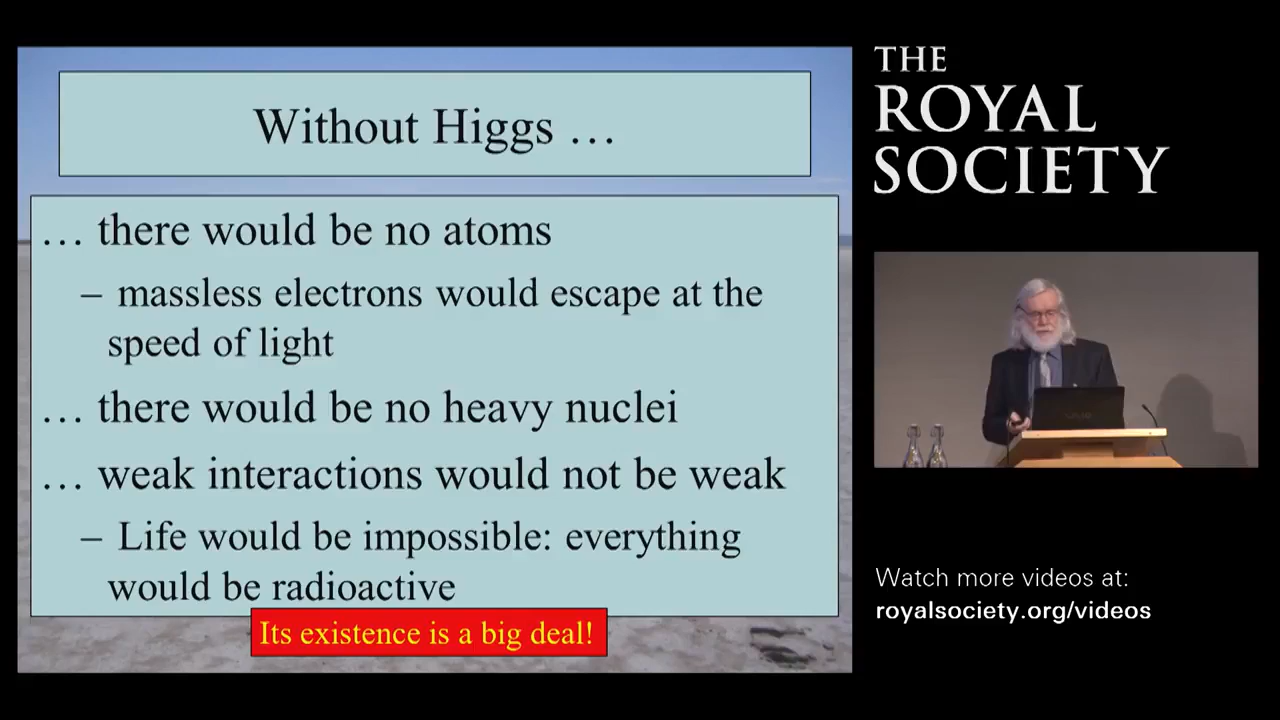 Without Higgs …
… there would be no atoms
– massless electrons would escape at the
speed of light
… there would be no heavy nuclei
… weak interactions would not be weak
– Life would be impossible: everything
would be radioactive
Its existence is a big deal!
THE
ROYAL
SOCIETY
Watch more videos at:
royalsociety.org/videos